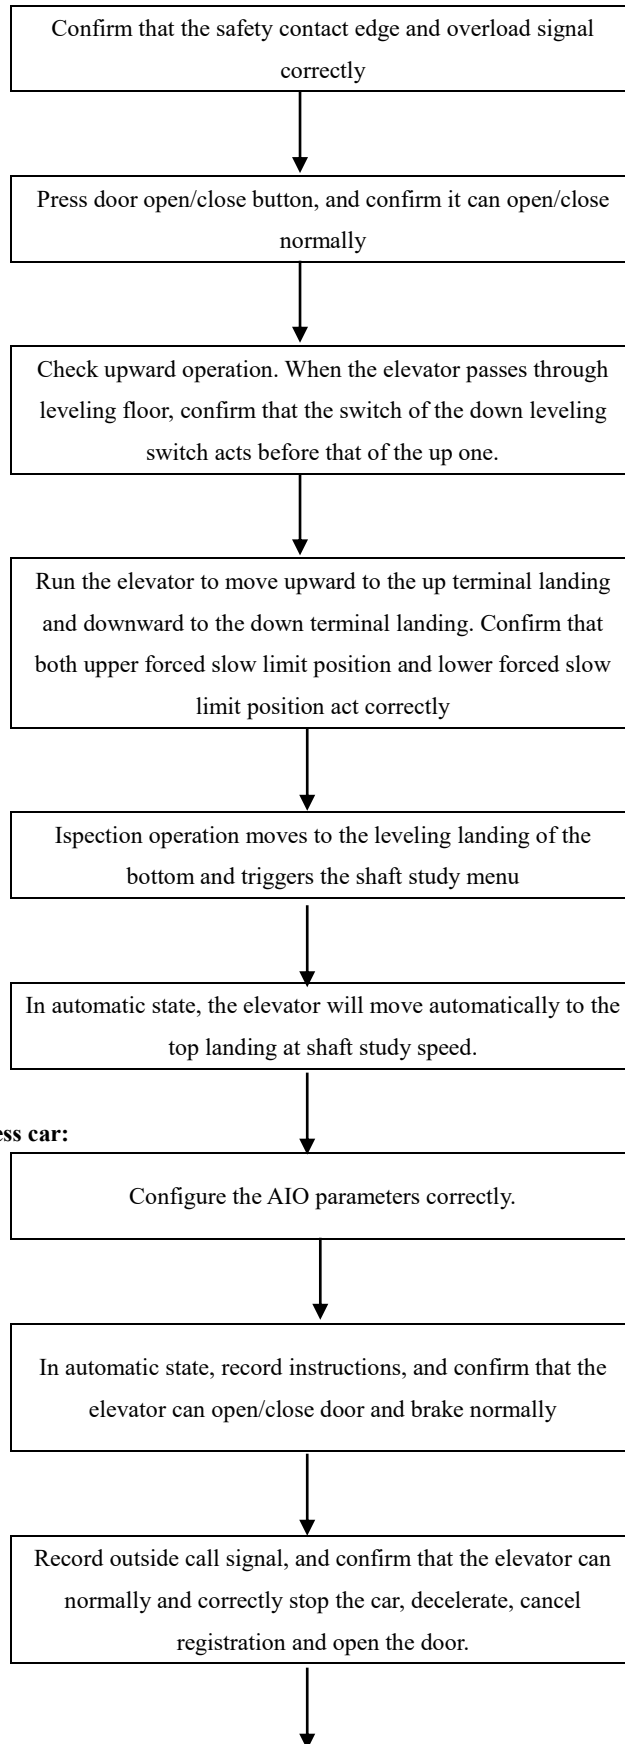 Confirm that the safety contact edge and overload signal
correctly
Press door open/close button, and confirm it can open/close
normally
Check upward operation. When the elevator passes through
leveling floor, confirm that the switch of the down leveling
switch acts before that of the up one.
Run the elevator to move upward to the up terminal landing
and downward to the down terminal landing. Confirm that
both upper forced slow limit position and lower forced slow
limit position act correctly
Ispection operation moves to the leveling landing of the
bottom and triggers the shaft study menu
In automatic state, the elevator will move automatically to the
top landing at shaft study speed.
ess car:
Configure the AIO parameters correctly.
In automatic state, record instructions, and confirm that the
elevator can open/close door and brake normally
Record outside call signal, and confirm that the elevator can
normally and correctly stop the car, decelerate, cancel
registration and open the door.